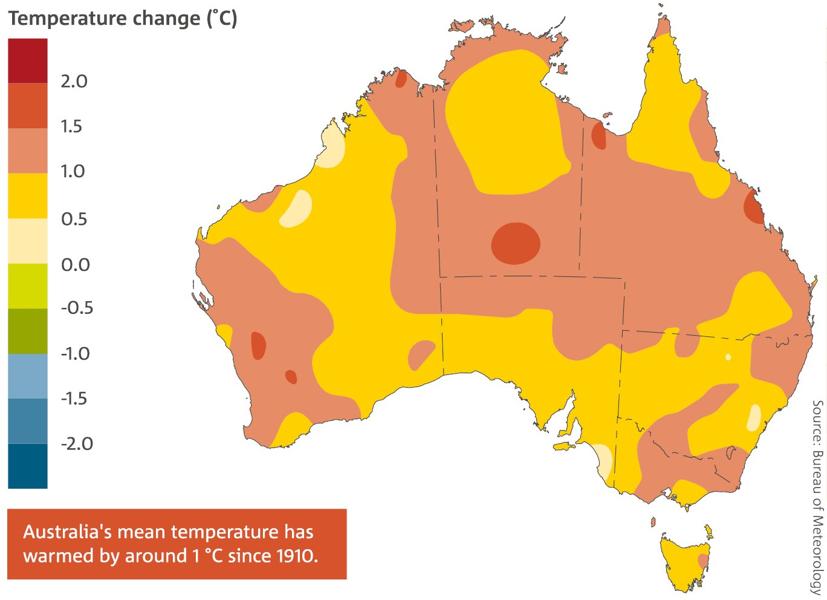 Temperature change (˚C)
2.0
1.5
1.0
0.5
0.0
-0.5
-1.0
-1.5
-2.0
Australia's mean temperature has
warmed by around 1 °C since 1910.
Source: Bureau of Meteorology